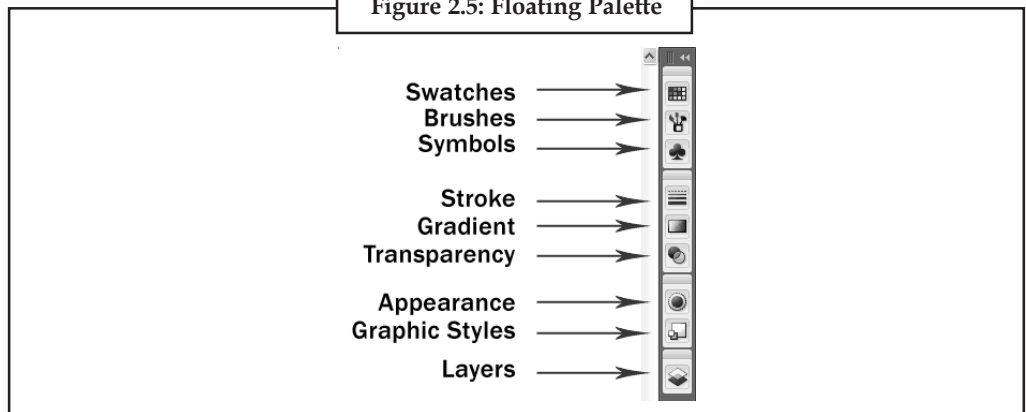 Figure 2.5: Floating Palette
Swatches
Brushes
Symbols
Stroke
Gradient
Transparency
Appearance
Graphic Styles
Layers